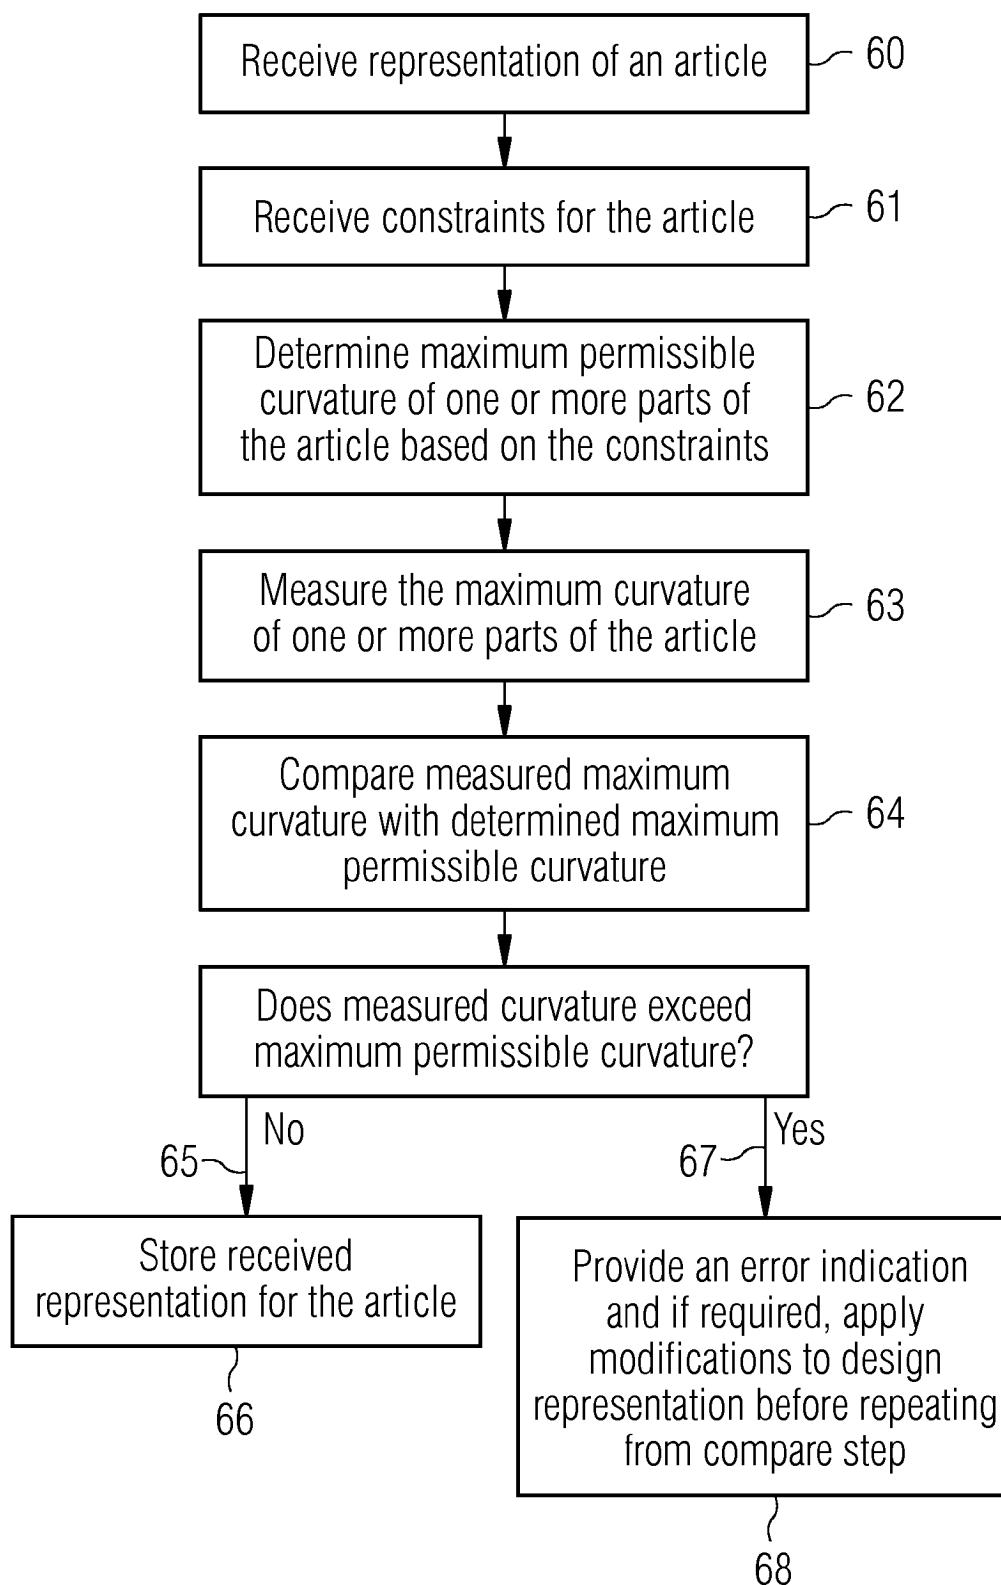 Receive representation of an article
60
Receive constraints for the article
61
Determine maximum permissible
curvature of one or more parts of
the article based on the constraints
62
Measure the maximum curvature
of one or more parts of the article
63
Compare measured maximum
curvature with determined maximum
permissible curvature
64
Does measured curvature exceed
maximum permissible curvature?
No
65
Yes
67
Store received
representation for the article
66
Provide an error indication
and if required, apply
modifications to design
representation before repeating
from compare step
68